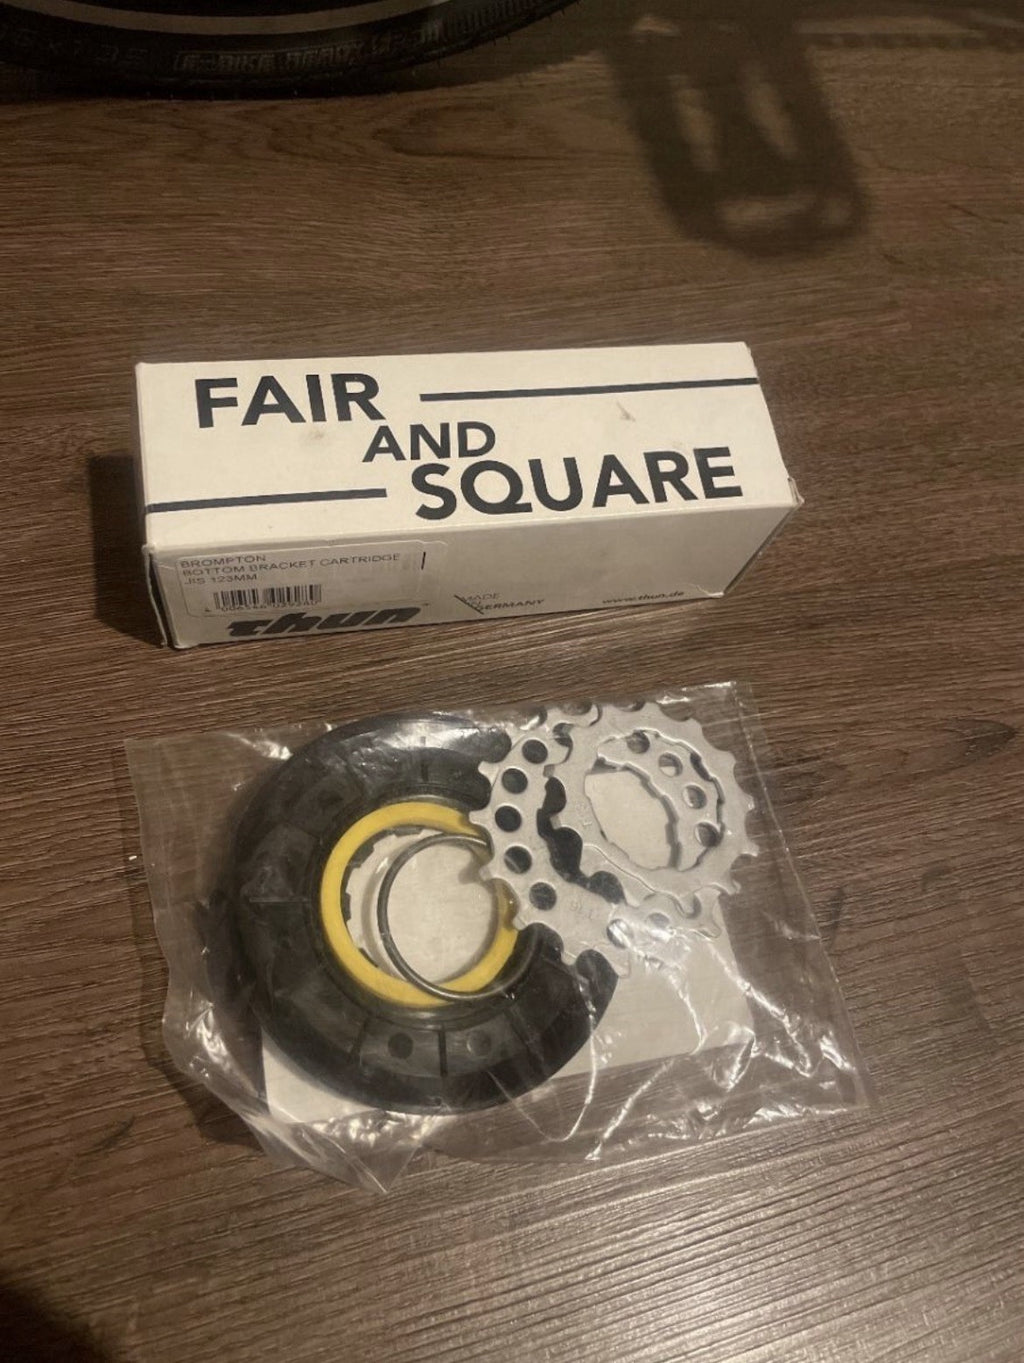 FAIR
AND
SQUARE
BROMPTON
BOTTOM BRACKET CARTRIDGE
JIS 123MM
thun
MADE
GERMANY
www.thun.de